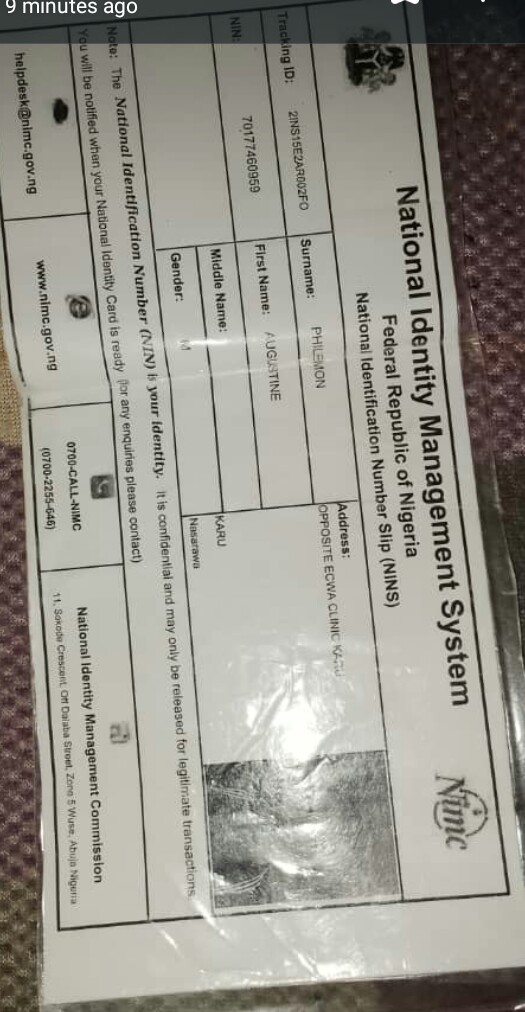 9 minutes ago
National Identity Management System
Federal Republic of Nigeria
National Identification Number Slip (NINS)
Nimc
Tracking ID: 2INS15E2AR002FO
Surname: PHILEMON
Address:
OPPOSITE ECWA CLINIC KARU
NIN: 70177460959
First Name: AUGUSTINE
Middle Name:
KARU
Gender: M
Nasarawa
Note: The National Identification Number (NIN) is your identity. It is confidential and may only be released for legitimate transactions.
You will be notified when your National Identity Card is ready (for any enquiries please contact)
helpdesk@nimc.gov.ng
www.nimc.gov.ng
0700-CALL-NIMC
(0700-2255-646)
National Identity Management Commission
11, Sokode Crescent, Off Dalaba Street, Zone 5 Wuse, Abuja Nigeria